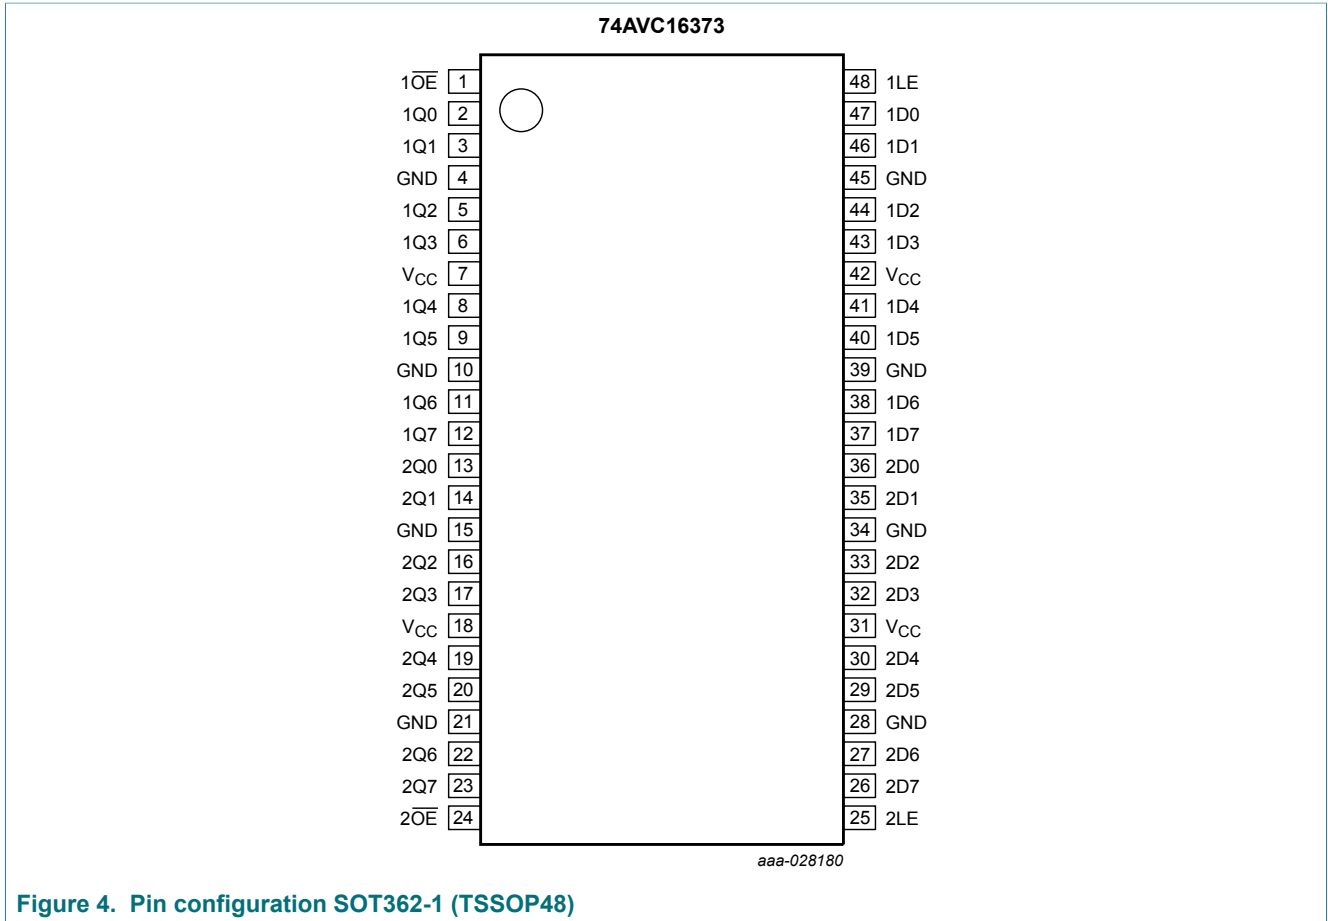 74AVC16373
1O̅E̅ 1 48 1LE
1Q0 2 47 1D0
1Q1 3 46 1D1
GND 4 45 GND
1Q2 5 44 1D2
1Q3 6 43 1D3
VCC 7 42 VCC
1Q4 8 41 1D4
1Q5 9 40 1D5
GND 10 39 GND
1Q6 11 38 1D6
1Q7 12 37 1D7
2Q0 13 36 2D0
2Q1 14 35 2D1
GND 15 34 GND
2Q2 16 33 2D2
2Q3 17 32 2D3
VCC 18 31 VCC
2Q4 19 30 2D4
2Q5 20 29 2D5
GND 21 28 GND
2Q6 22 27 2D6
2Q7 23 26 2D7
2O̅E̅ 24 25 2LE
aaa-028180
Figure 4. Pin configuration SOT362-1 (TSSOP48)